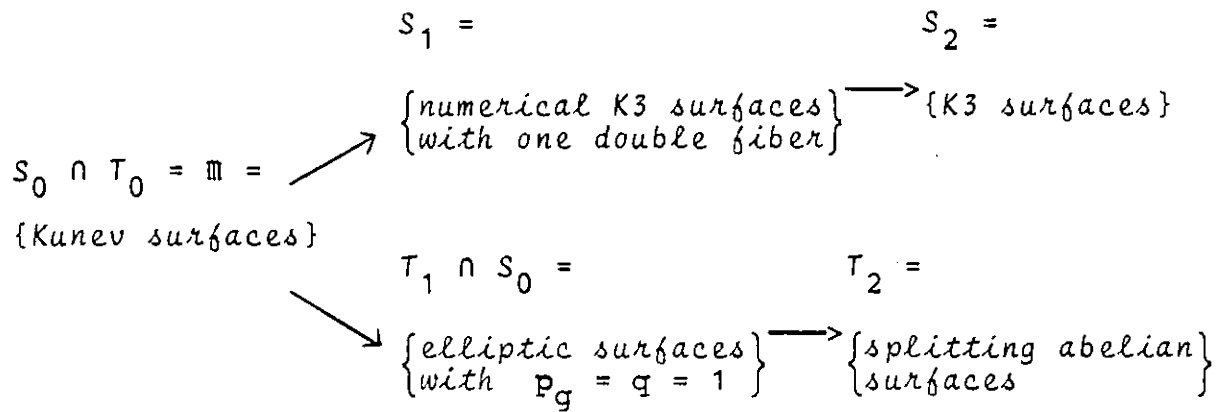 S_1 =
{numerical K3 surfaces
with one double fiber}
S_2 =
{K3 surfaces}
S_0 ∩ T_0 = 𝕞 =
{Kunev surfaces}
T_1 ∩ S_0 =
{elliptic surfaces
with p_g = q = 1}
T_2 =
{splitting abelian
surfaces}